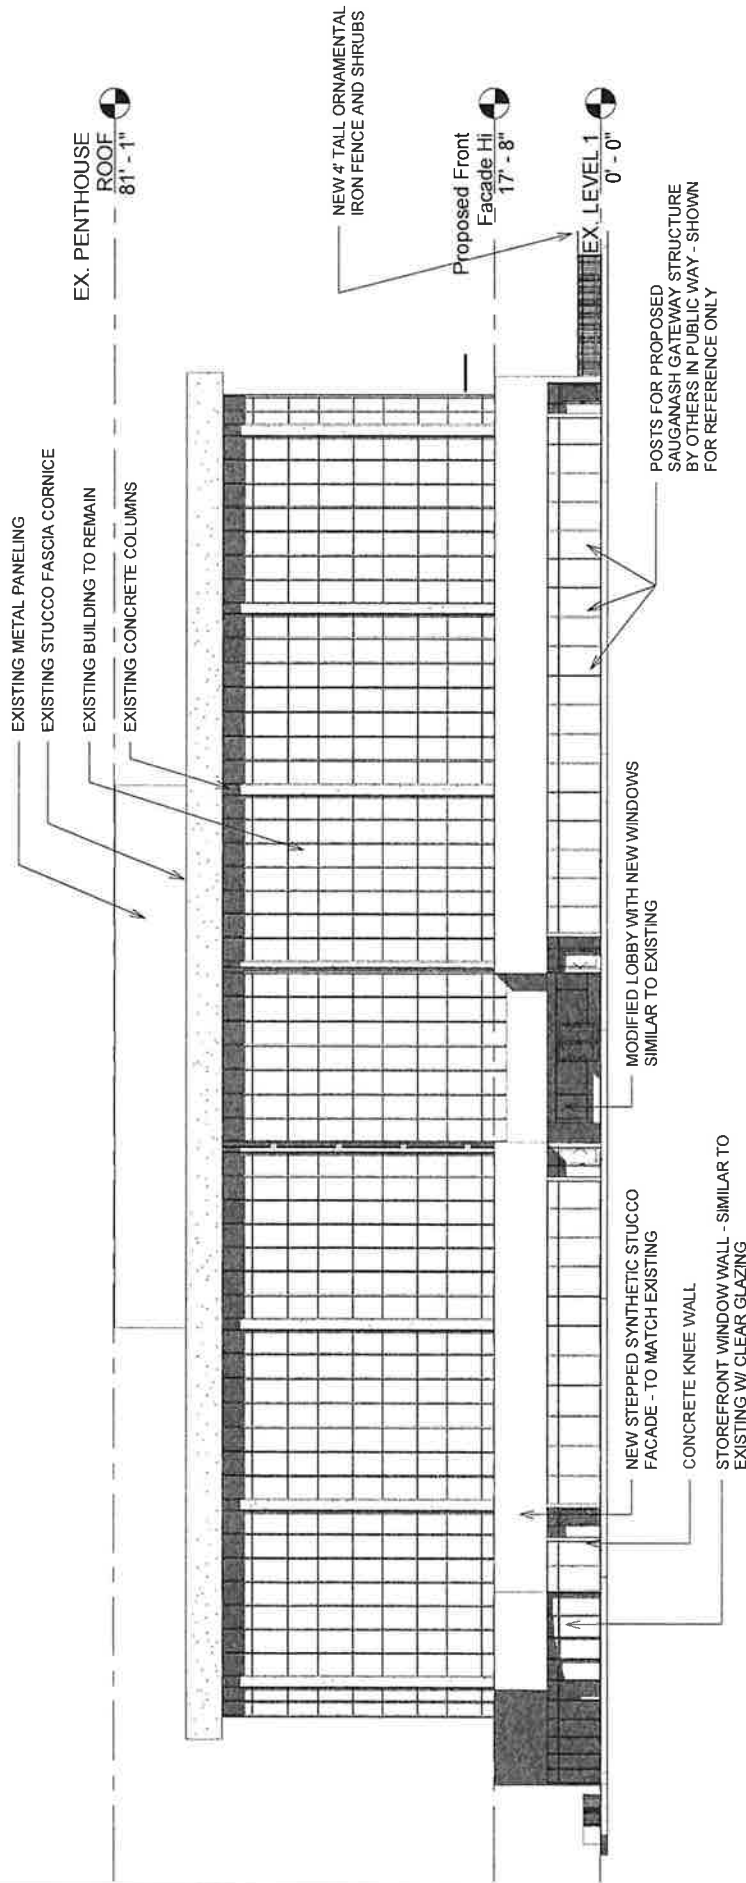 EXISTING METAL PANELING
EXISTING STUCCO FASCIA CORNICE
EXISTING BUILDING TO REMAIN
EXISTING CONCRETE COLUMNS
EX. PENTHOUSE
ROOF
81' - 1"
NEW 4' TALL ORNAMENTAL
IRON FENCE AND SHRUBS
Proposed Front
Facade Hi
17' - 8"
EX. LEVEL 1
0' - 0"
NEW STEPPED SYNTHETIC STUCCO
FACADE - TO MATCH EXISTING
CONCRETE KNEE WALL
STOREFRONT WINDOW WALL - SIMILAR TO
EXISTING W/ CLEAR GLAZING
MODIFIED LOBBY WITH NEW WINDOWS
SIMILAR TO EXISTING
POSTS FOR PROPOSED
SAUGANASH GATEWAY STRUCTURE
BY OTHERS IN PUBLIC WAY - SHOWN
FOR REFERENCE ONLY